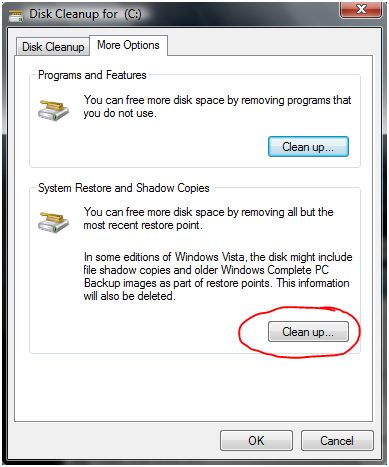 Disk Cleanup for (C:)
Disk Cleanup
More Options
Programs and Features
You can free more disk space by removing programs that
you do not use.
Clean up...
System Restore and Shadow Copies
You can free more disk space by removing all but the
most recent restore point.
In some editions of Windows Vista, the disk might include
file shadow copies and older Windows Complete PC
Backup images as part of restore points. This information
will also be deleted.
Clean up...
OK
Cancel